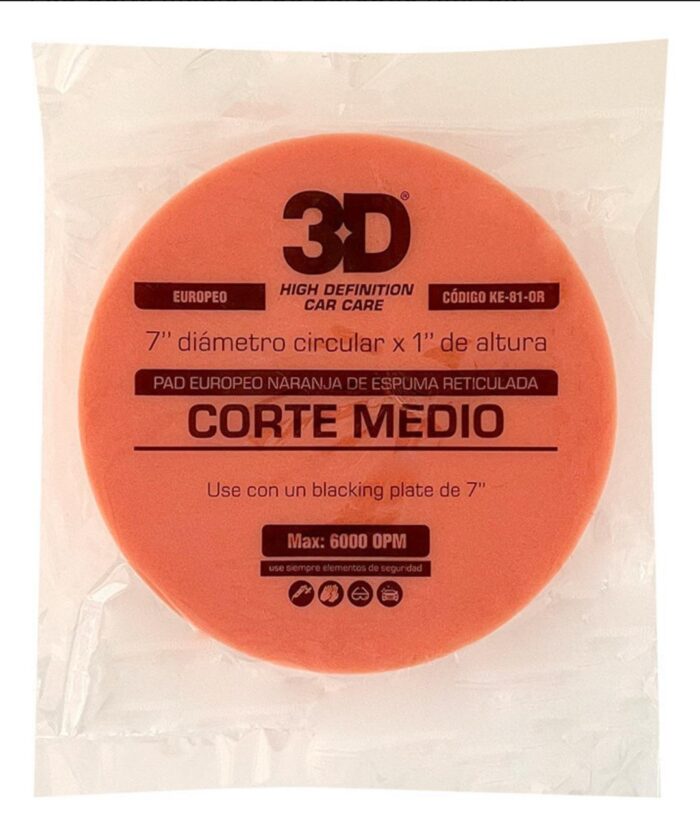 3D®
HIGH DEFINITION
CAR CARE
EUROPEO
CÓDIGO KE-81-OR
7” diámetro circular x 1” de altura
PAD EUROPEO NARANJA DE ESPUMA RETICULADA
CORTE MEDIO
Use con un blacking plate de 7”
Max: 6000 OPM
use siempre elementos de seguridad